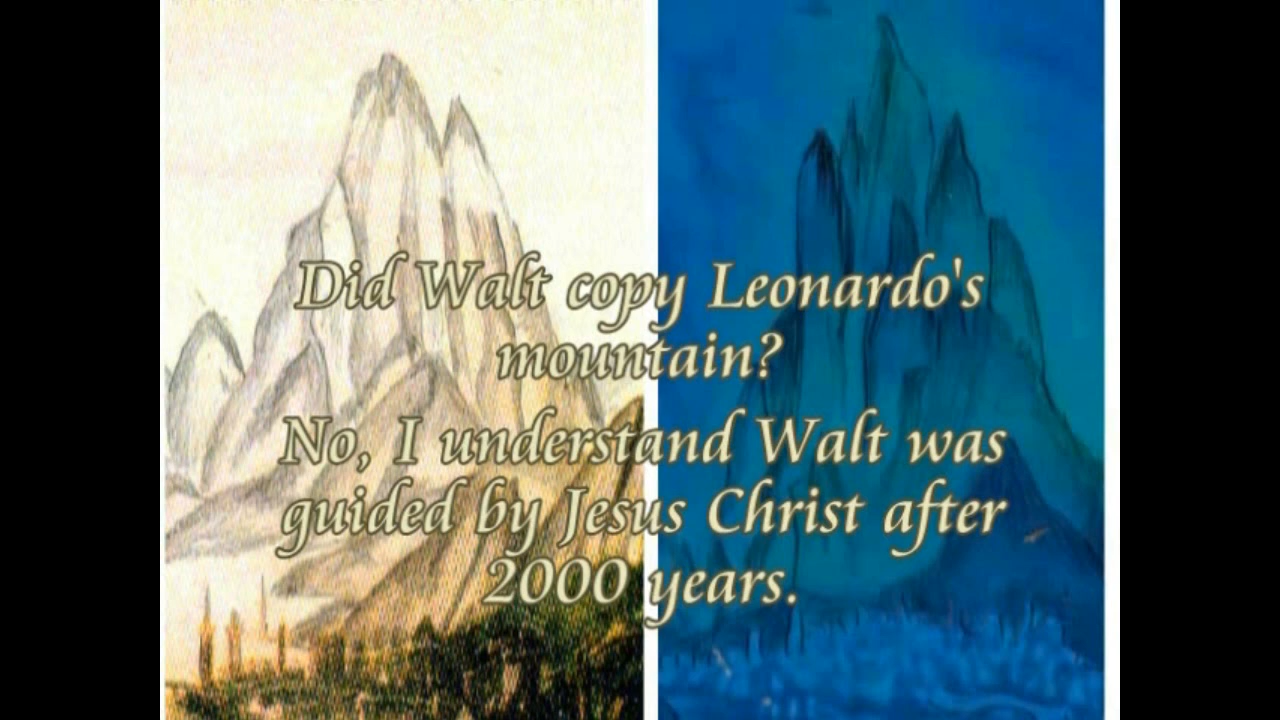 Did Walt copy Leonardo's
mountain?
No, I understand Walt was
guided by Jesus Christ after
2000 years.